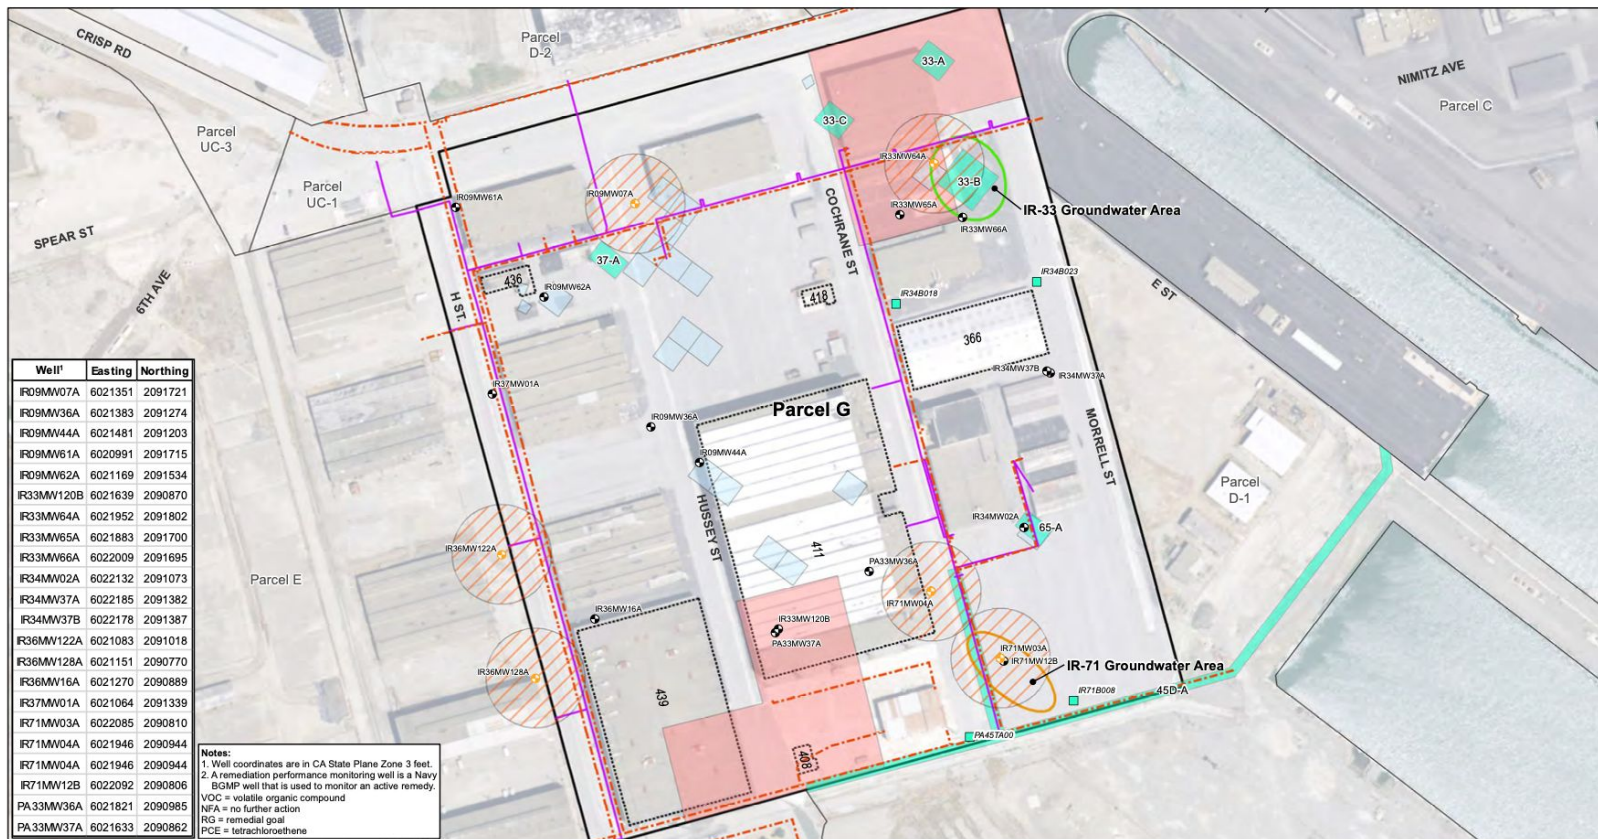 CRISP RD
Parcel
D-2
NIMITZ AVE
Parcel C
Parcel
UC-3
Parcel
UC-1
SPEAR ST
6TH AVE
33-A
33-C
IR33MW64A
33-B
IR33MW65A
IR33MW66A
IR-33 Groundwater Area
IR09MW61A
IR09MW07A
37-A
436
IR09MW62A
H ST.
COCHRANE ST
418
IR34B018
IR34B023
E ST
366
IR34MW37B
IR34MW37A
IR37MW01A
Parcel G
IR09MW36A
IR09MW44A
MORRELL ST
HUSSEY ST
Parcel
D-1
IR34MW02A
65-A
411
IR36MW122A
PA33MW36A
Parcel E
IR71MW04A
IR36MW16A
IR33MW120B
PA33MW37A
IR71MW03A
IR71MW12B
IR-71 Groundwater Area
IR36MW128A
439
IR71B008
45D-A
PA45TA00
408
Well¹ Easting Northing
IR09MW07A 6021351 2091721
IR09MW36A 6021383 2091274
IR09MW44A 6021481 2091203
IR09MW61A 6020991 2091715
IR09MW62A 6021169 2091534
IR33MW120B 6021639 2090870
IR33MW64A 6021952 2091802
IR33MW65A 6021883 2091700
IR33MW66A 6022009 2091695
IR34MW02A 6022132 2091073
IR34MW37A 6022185 2091382
IR34MW37B 6022178 2091387
IR36MW122A 6021083 2091018
IR36MW128A 6021151 2090770
IR36MW16A 6021270 2090889
IR37MW01A 6021064 2091339
IR71MW03A 6022085 2090810
IR71MW04A 6021946 2090944
IR71MW04A 6021946 2090944
IR71MW12B 6022092 2090806
PA33MW36A 6021821 2090985
PA33MW37A 6021633 2090862
Notes:
1. Well coordinates are in CA State Plane Zone 3 feet.
2. A remediation performance monitoring well is a Navy
BGMP well that is used to monitor an active remedy.
VOC = volatile organic compound
NFA = no further action
RG = remedial goal
PCE = tetrachloroethene